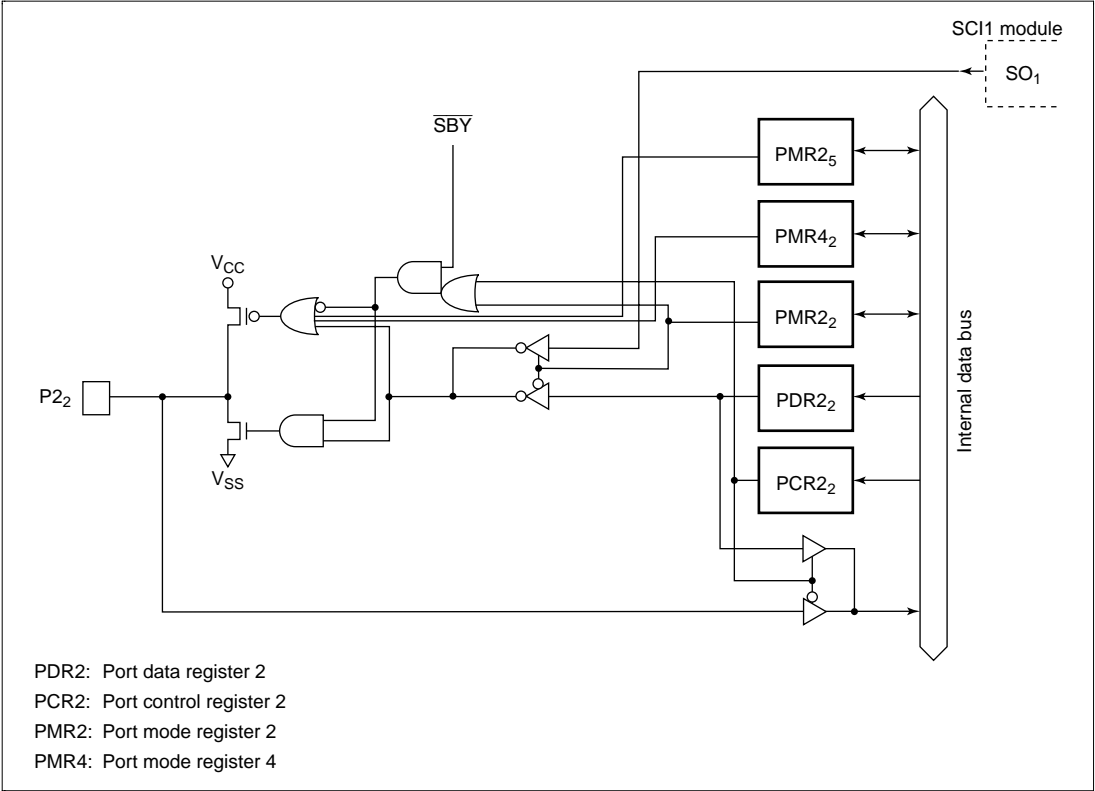 SCI1 module
SO1
SBY
PMR25
PMR42
VCC
PMR22
P22
PDR22
VSS
PCR22
Internal data bus
PDR2: Port data register 2
PCR2: Port control register 2
PMR2: Port mode register 2
PMR4: Port mode register 4